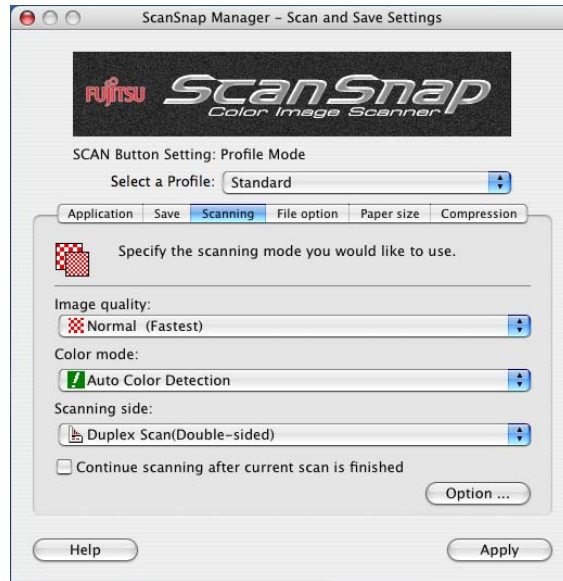 ScanSnap Manager – Scan and Save Settings
FUJITSU ScanSnap
Color Image Scanner
SCAN Button Setting: Profile Mode
Select a Profile: Standard
Application Save Scanning File option Paper size Compression
Specify the scanning mode you would like to use.
Image quality:
Normal (Fastest)
Color mode:
Auto Color Detection
Scanning side:
Duplex Scan(Double-sided)
Continue scanning after current scan is finished
Option ...
Help Apply